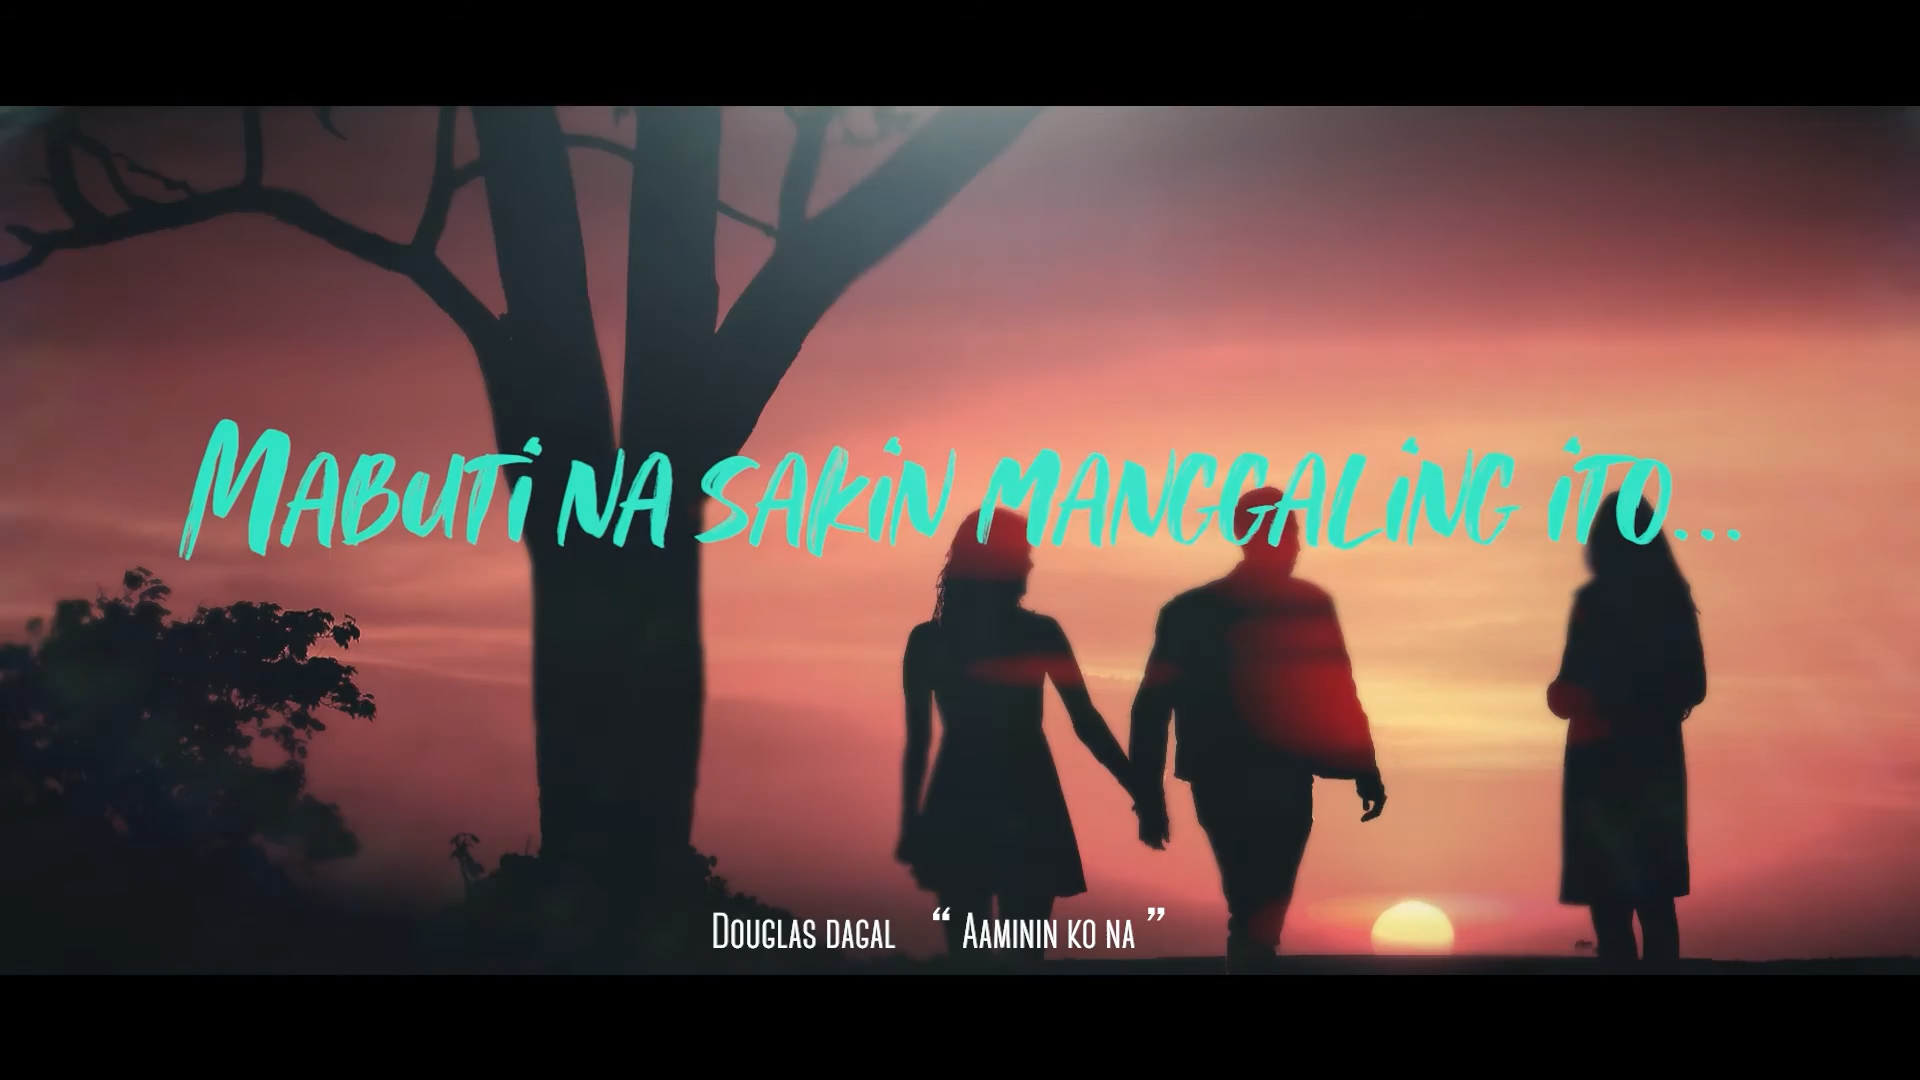 Mabuti na sakin manggaling ito...
Douglas dagal “ Aaminin ko na ”